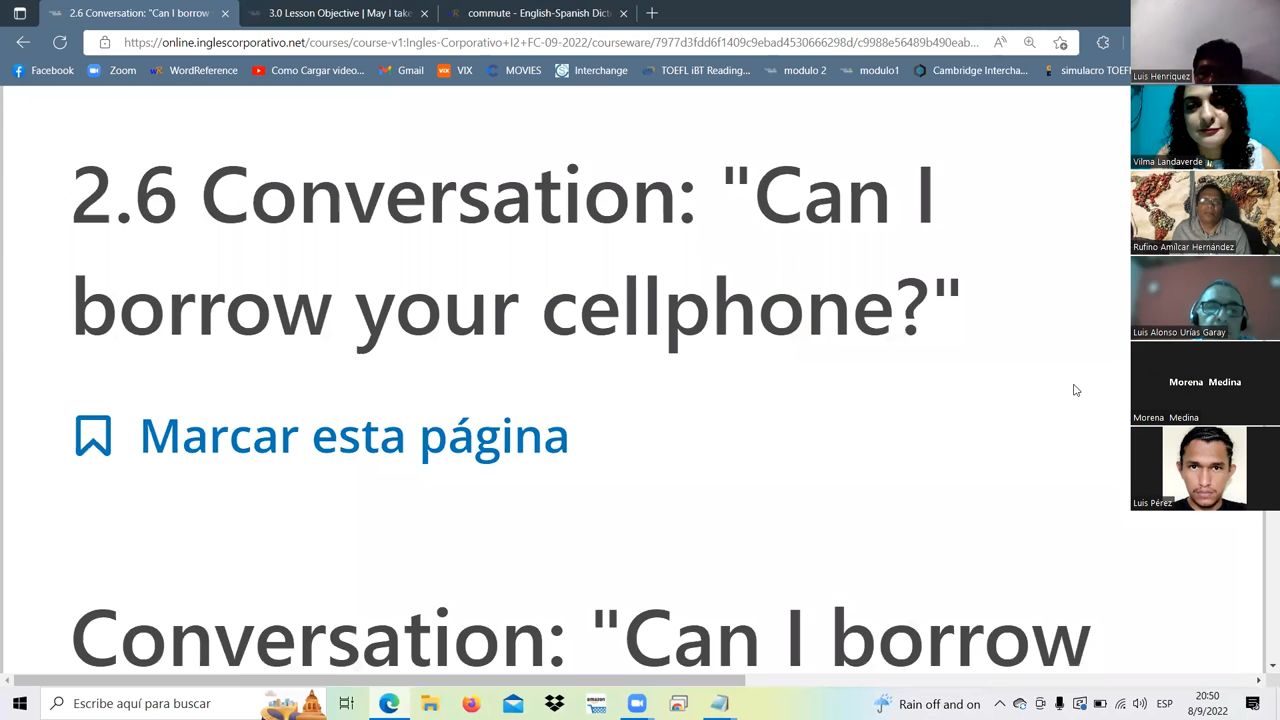 2.6 Conversation: "Can I borrow
3.0 Lesson Objective | May I take
commute - English-Spanish Dict
https://online.inglescorporativo.net/courses/course-v1:Ingles-Corporativo+I2+FC-09-2022/courseware/7977d3fdd6f1409c9ebad4530666298d/c9988e56489b490eab...
Facebook
Zoom
WordReference
Como Cargar video...
Gmail
VIX
MOVIES
Interchange
TOEFL iBT Reading...
modulo 2
modulo1
Cambridge Intercha...
simulacro TOEFL
2.6 Conversation: "Can I
borrow your cellphone?"
Marcar esta página
Conversation: "Can I borrow
Luis Henriquez
Vilma Landaverde
Rufino Amilcar Hernández
Luis Alonso Urías Garay
Morena Medina
Morena Medina
Luis Pérez
Escribe aquí para buscar
amazon
Rain off and on
ESP
20:50
8/9/2022